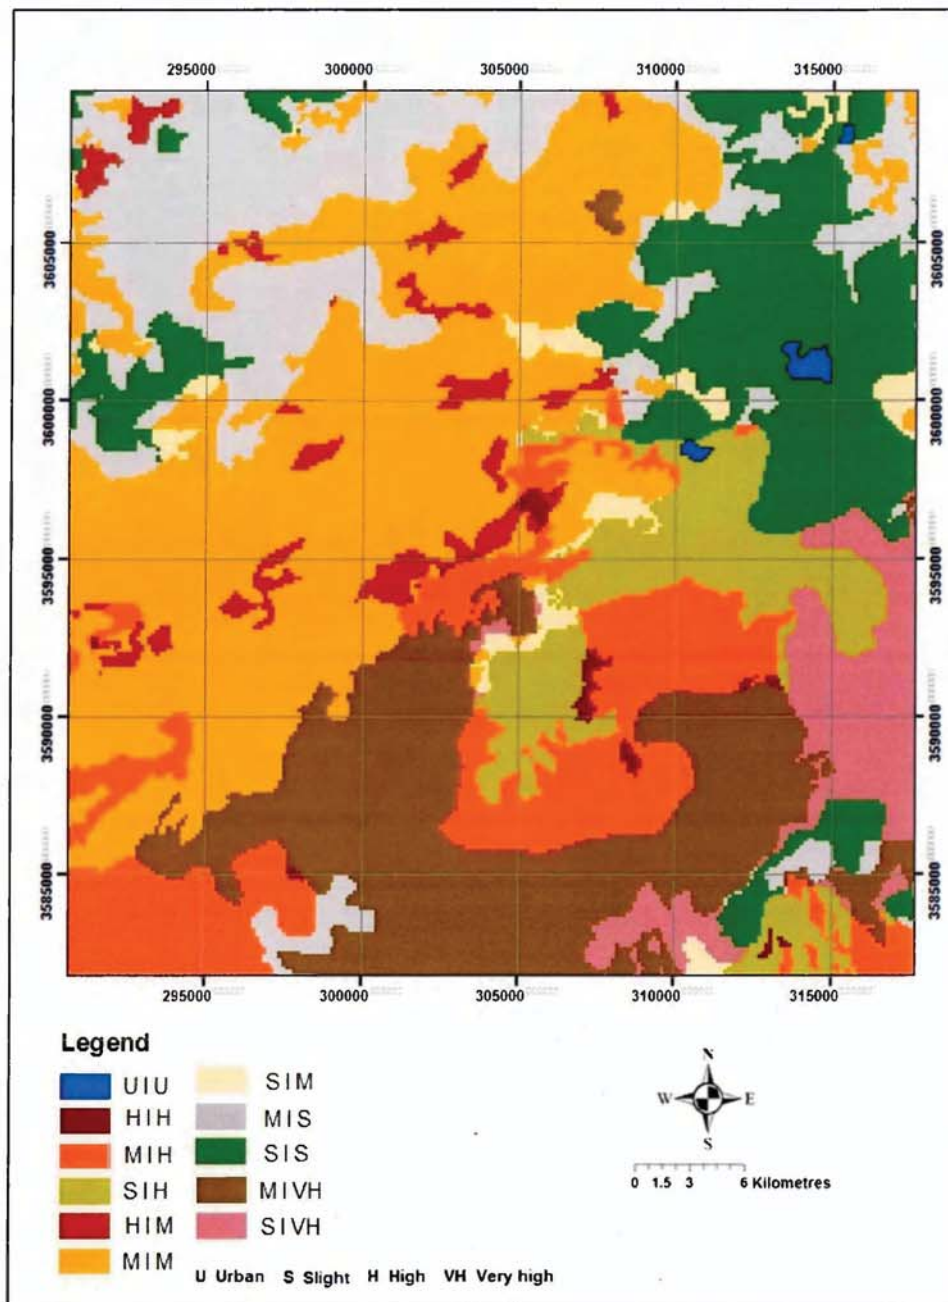 295000 300000 305000 310000 315000
3605000 3605000
3600000 3600000
3595000 3595000
3590000 3590000
3585000 3585000
295000 300000 305000 310000 315000
Legend
UIU
HIH
MIH
SIH
HIM
MIM
SIM
MIS
SIS
MIVH
SIVH
N
W E
S
0 1.5 3 6 Kilometres
U Urban S Slight H High VH Very high